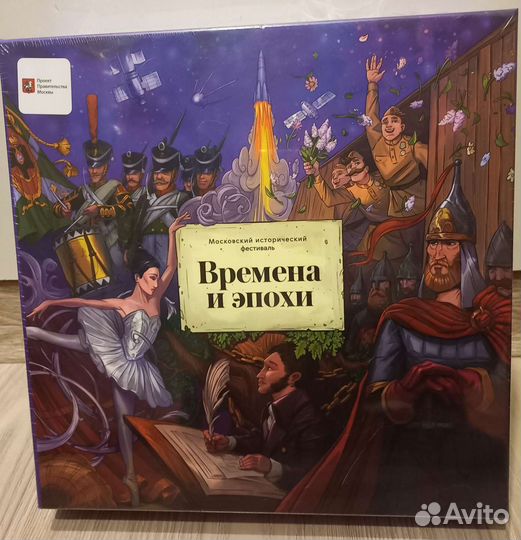 Проект
Правительства
Москвы
Московский исторический
фестиваль
Времена
и эпохи
Avito